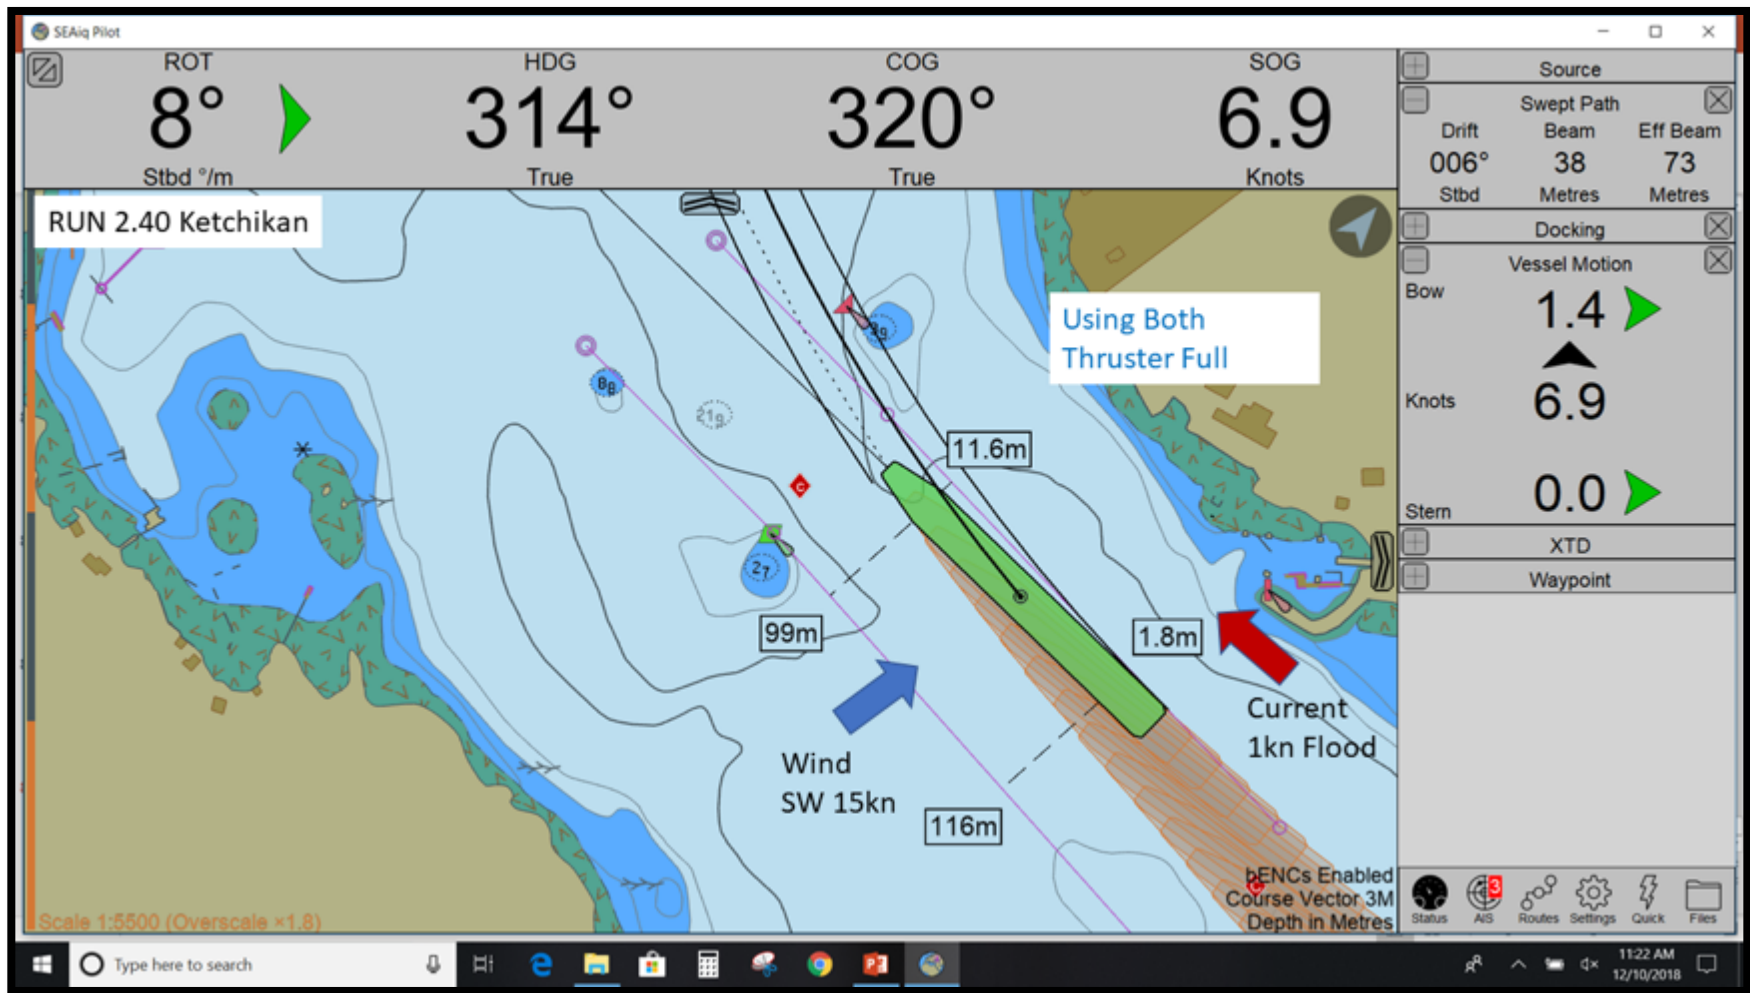 SEAiq Pilot
ROT
HDG
COG
SOG
8°
314°
320°
6.9
Stbd °/m
True
True
Knots
Source
Swept Path
Drift
Beam
Eff Beam
006°
38
73
Stbd
Metres
Metres
Docking
Vessel Motion
Bow
1.4
Knots
6.9
Stern
0.0
XTD
Waypoint
RUN 2.40 Ketchikan
Using Both
Thruster Full
11.6m
8₈
21₉
C
2₇
99m
1.8m
Current
1kn Flood
Wind
SW 15kn
116m
bENCs Enabled
Course Vector 3M
Depth in Metres
Scale 1:5500 (Overscale ×1.8)
3
Status
AIS
Routes
Settings
Quick
Files
Type here to search
11:22 AM
12/10/2018